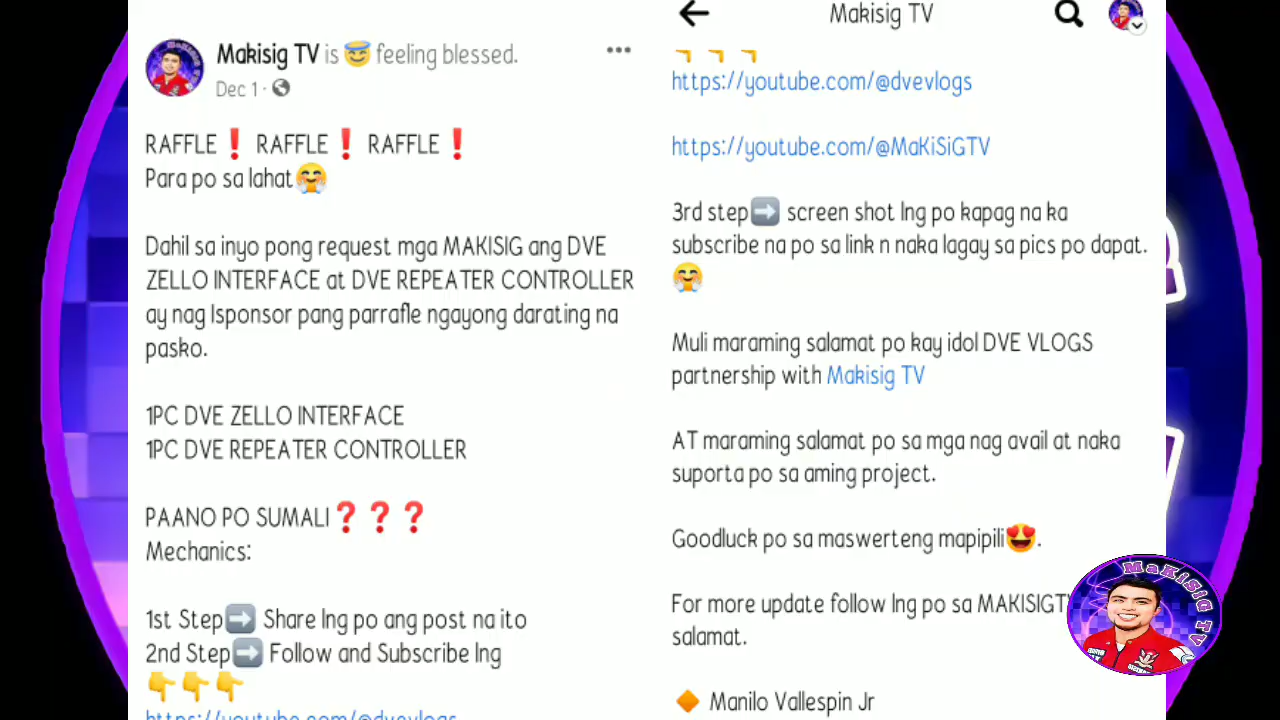 Makisig TV is 😇 feeling blessed.
Dec 1 ·
RAFFLE❗ RAFFLE❗ RAFFLE❗
Para po sa lahat🤗
Dahil sa inyo pong request mga MAKISIG ang DVE
ZELLO INTERFACE at DVE REPEATER CONTROLLER
ay nag Isponsor pang parrafle ngayong darating na
pasko.
1PC DVE ZELLO INTERFACE
1PC DVE REPEATER CONTROLLER
PAANO PO SUMALI❓❓❓
Mechanics:
1st Step➡️ Share lng po ang post na ito
2nd Step➡️ Follow and Subscribe lng
👇👇👇
https://youtube.com/@dvevlogs
Makisig TV
👇👇👇
https://youtube.com/@dvevlogs
https://youtube.com/@MaKiSiGTV
3rd step➡️ screen shot lng po kapag na ka
subscribe na po sa link n naka lagay sa pics po dapat.
🤗
Muli maraming salamat po kay idol DVE VLOGS
partnership with Makisig TV
AT maraming salamat po sa mga nag avail at naka
suporta po sa aming project.
Goodluck po sa maswerteng mapipili😍.
For more update follow lng po sa MAKISIGT
salamat.
🔶 Manilo Vallespin Jr
MaKiSiG TV